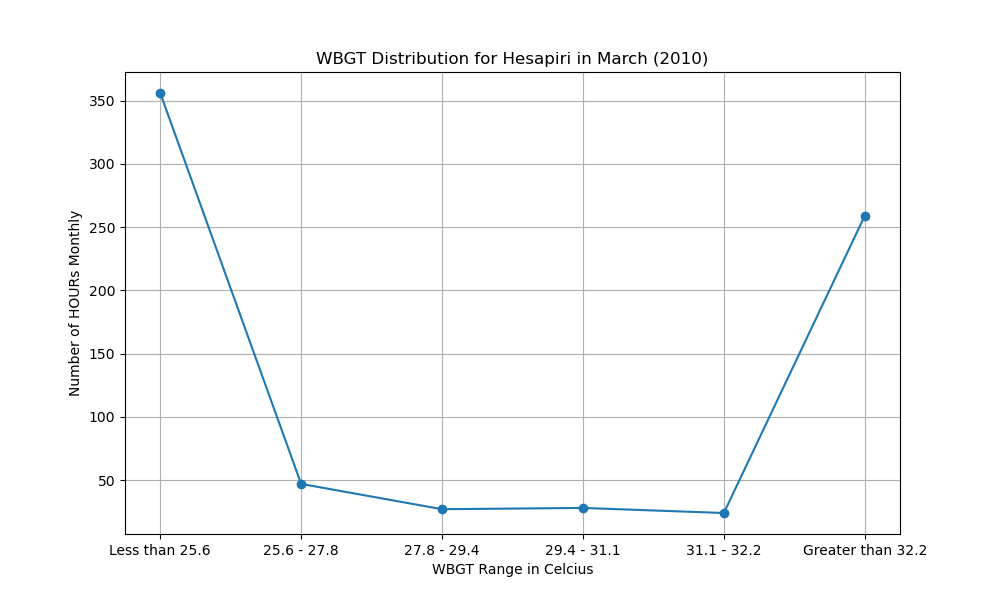 WBGT Distribution for Hesapiri in March (2010)
Number of HOURs Monthly
350
300
250
200
150
100
50
Less than 25.6
25.6 - 27.8
27.8 - 29.4
29.4 - 31.1
31.1 - 32.2
Greater than 32.2
WBGT Range in Celcius